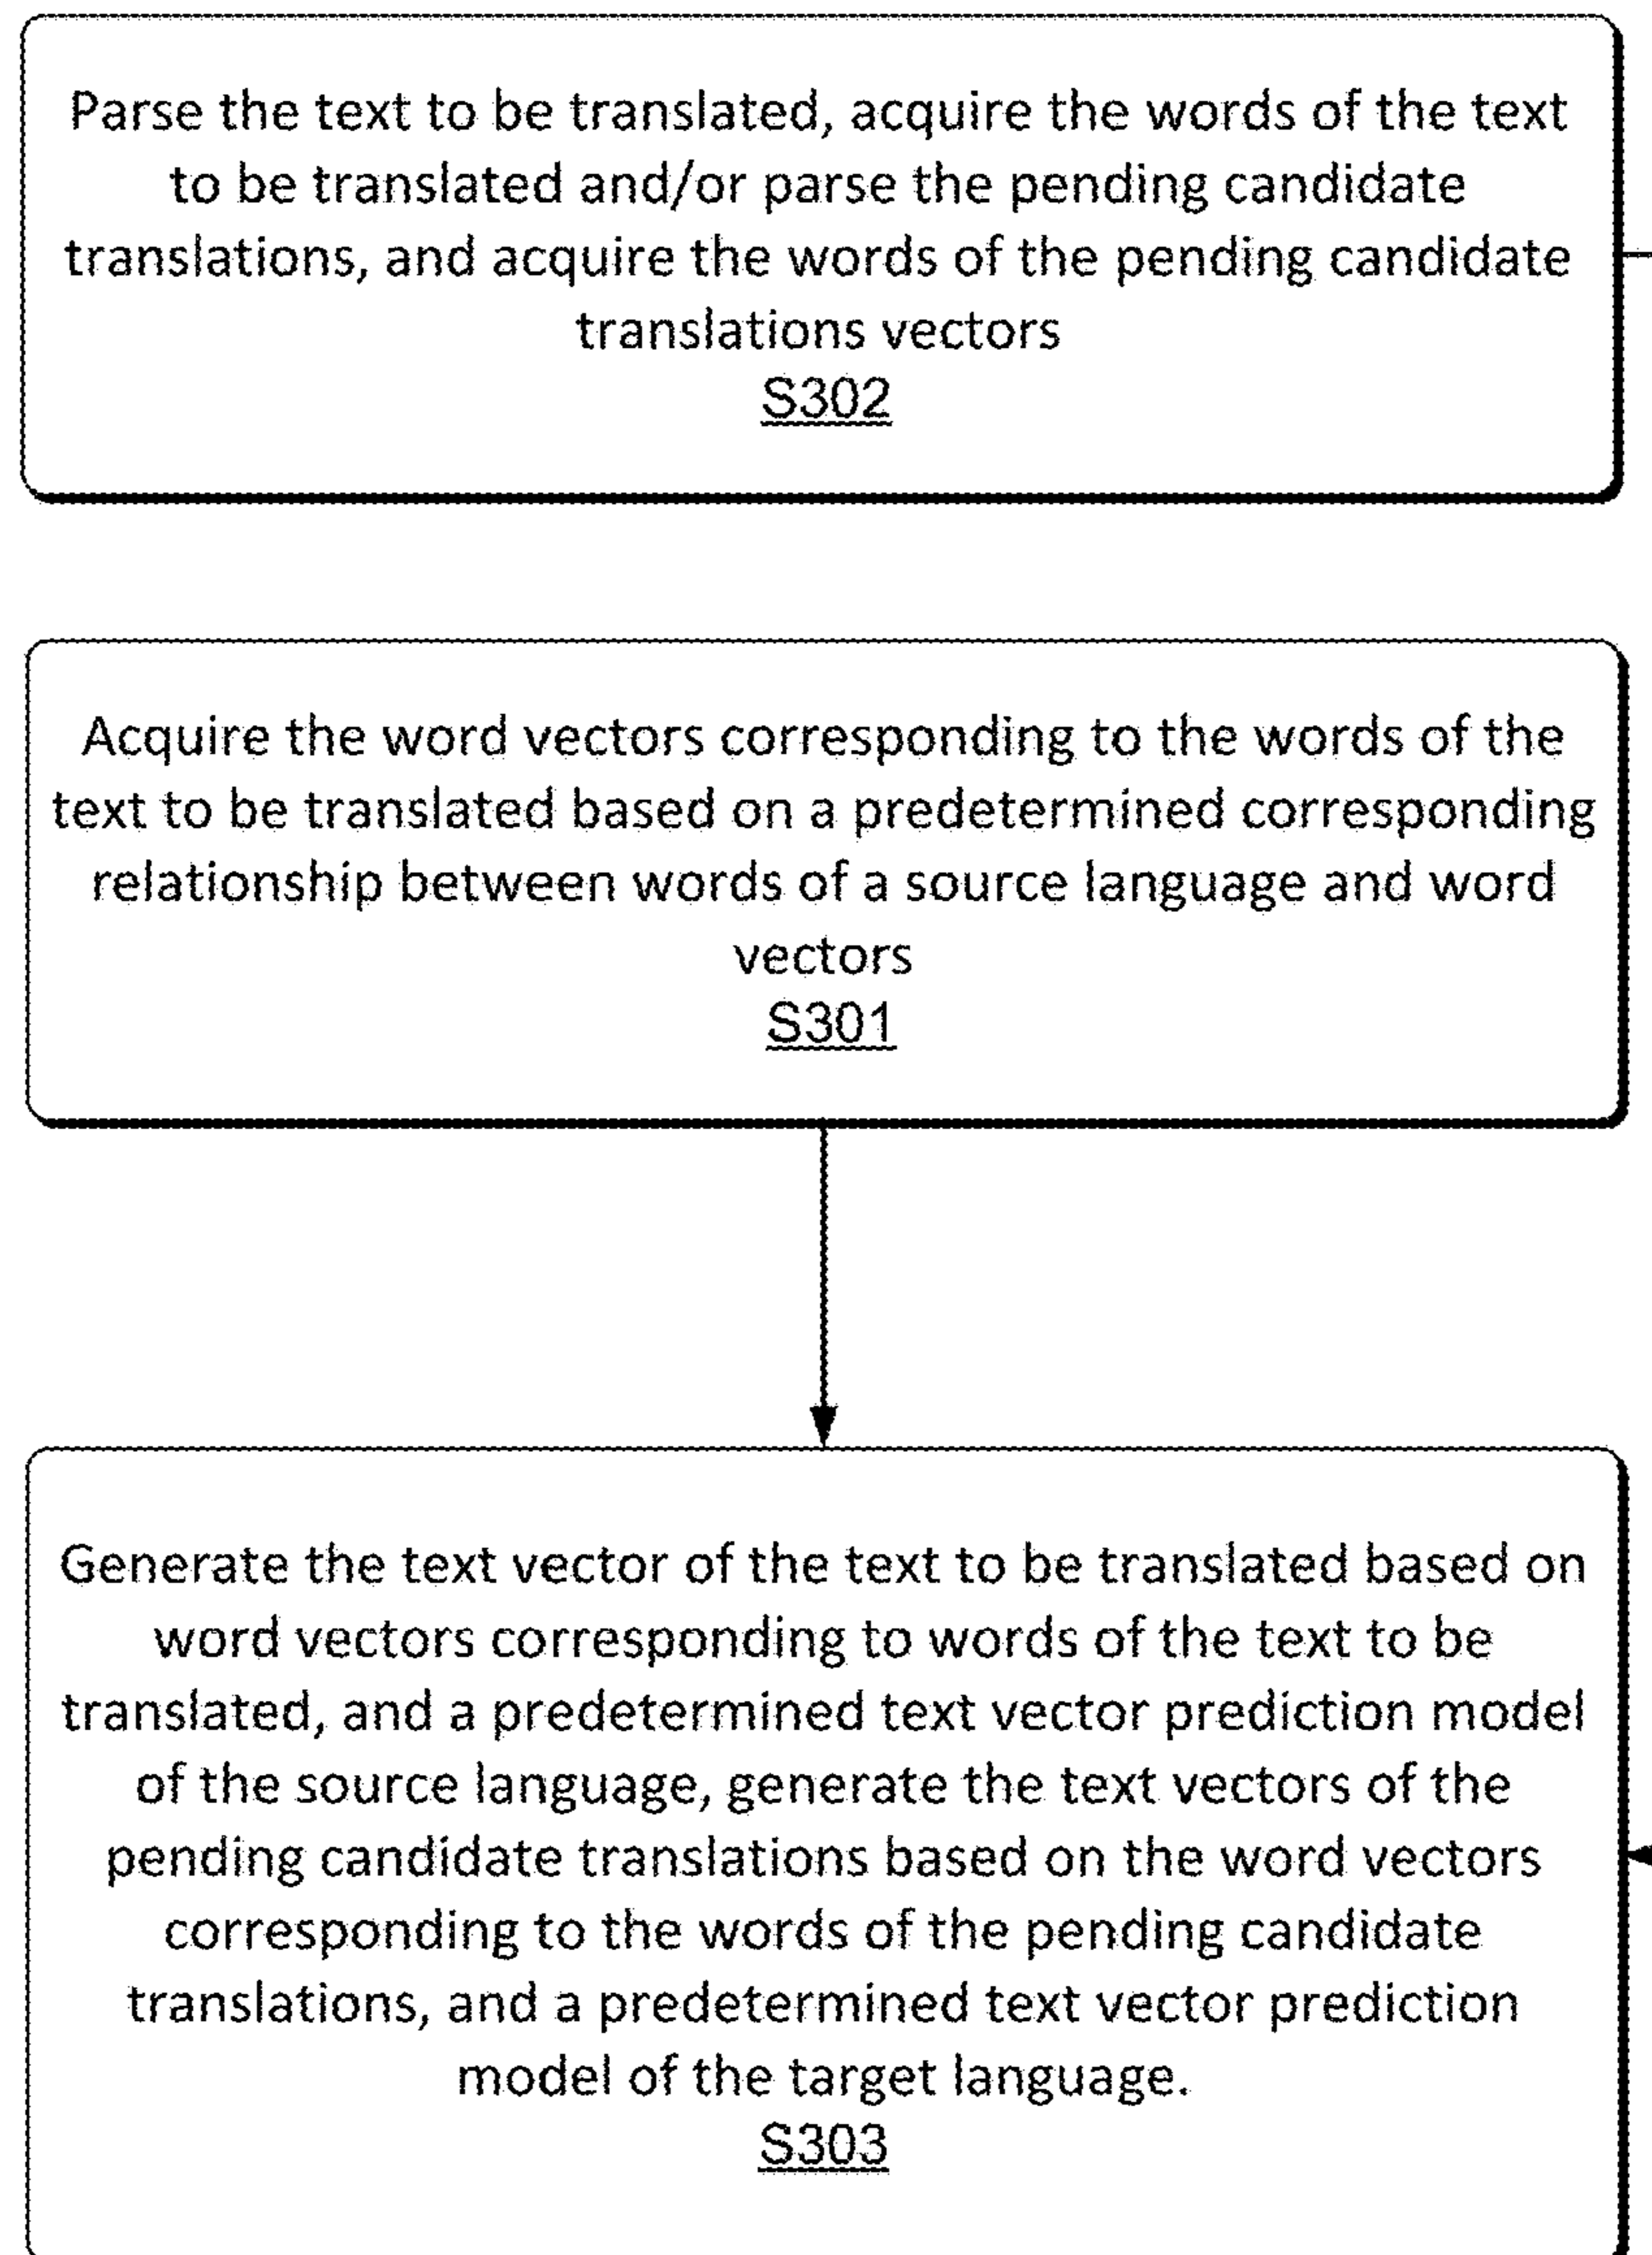 Parse the text to be translated, acquire the words of the text
to be translated and/or parse the pending candidate
translations, and acquire the words of the pending candidate
translations vectors
S302
Acquire the word vectors corresponding to the words of the
text to be translated based on a predetermined corresponding
relationship between words of a source language and word
vectors
S301
Generate the text vector of the text to be translated based on
word vectors corresponding to words of the text to be
translated, and a predetermined text vector prediction model
of the source language, generate the text vectors of the
pending candidate translations based on the word vectors
corresponding to the words of the pending candidate
translations, and a predetermined text vector prediction
model of the target language.
S303